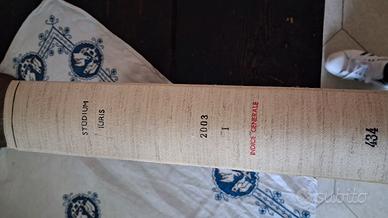 STUDIUM
IURIS
2003
I
INDICE GENERALE
434
subito